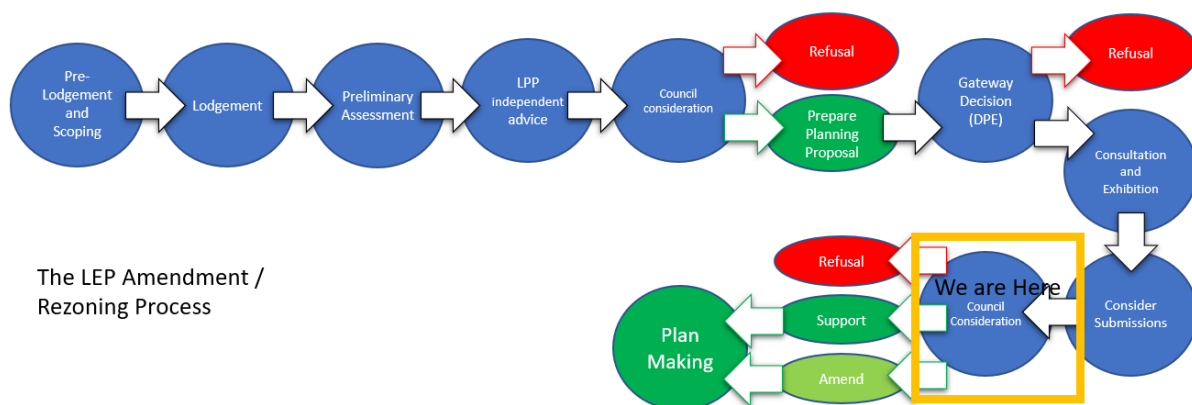 Pre-
Lodgement
and
Scoping
Lodgement
Preliminary
Assessment
LPP
independent
advice
Council
consideration
Refusal
Prepare
Planning
Proposal
Gateway
Decision
(DPE)
Refusal
Consultation
and
Exhibition
Consider
Submissions
We are Here
Council
Consideration
Refusal
Support
Amend
Plan
Making
The LEP Amendment /
Rezoning Process